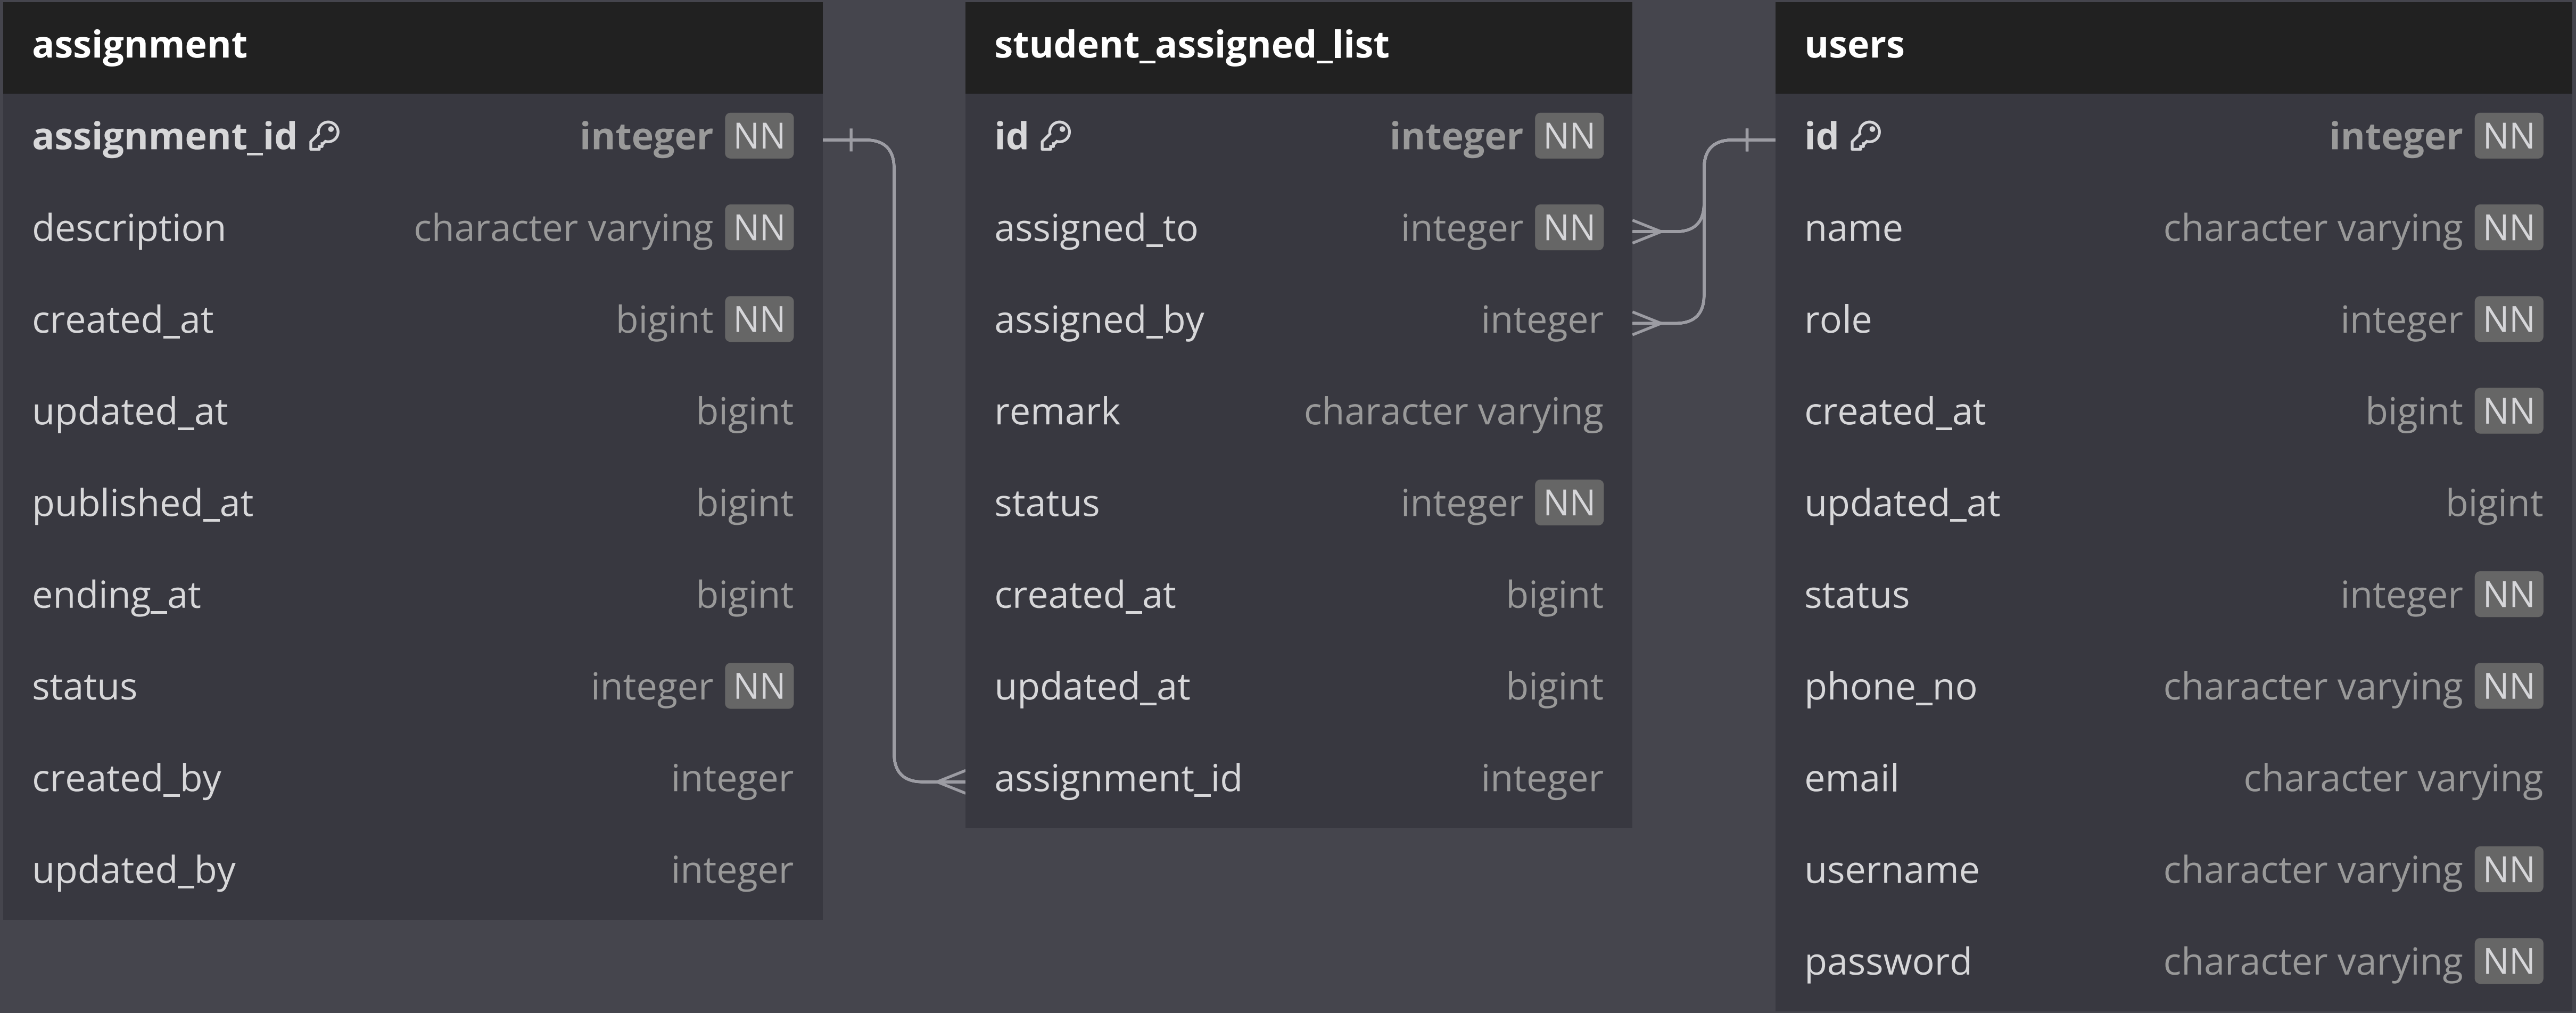 assignment
assignment_id integer NN
description character varying NN
created_at bigint NN
updated_at bigint
published_at bigint
ending_at bigint
status integer NN
created_by integer
updated_by integer
student_assigned_list
id integer NN
assigned_to integer NN
assigned_by integer
remark character varying
status integer NN
created_at bigint
updated_at bigint
assignment_id integer
users
id integer NN
name character varying NN
role integer NN
created_at bigint NN
updated_at bigint
status integer NN
phone_no character varying NN
email character varying
username character varying NN
password character varying NN